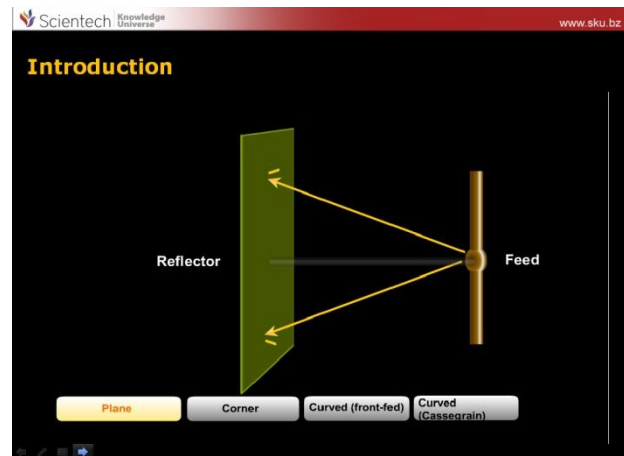 Scientech Knowledge
Universe
www.sku.bz
Introduction
Reflector
Feed
Plane
Corner
Curved (front-fed)
Curved
(Cassegrain)